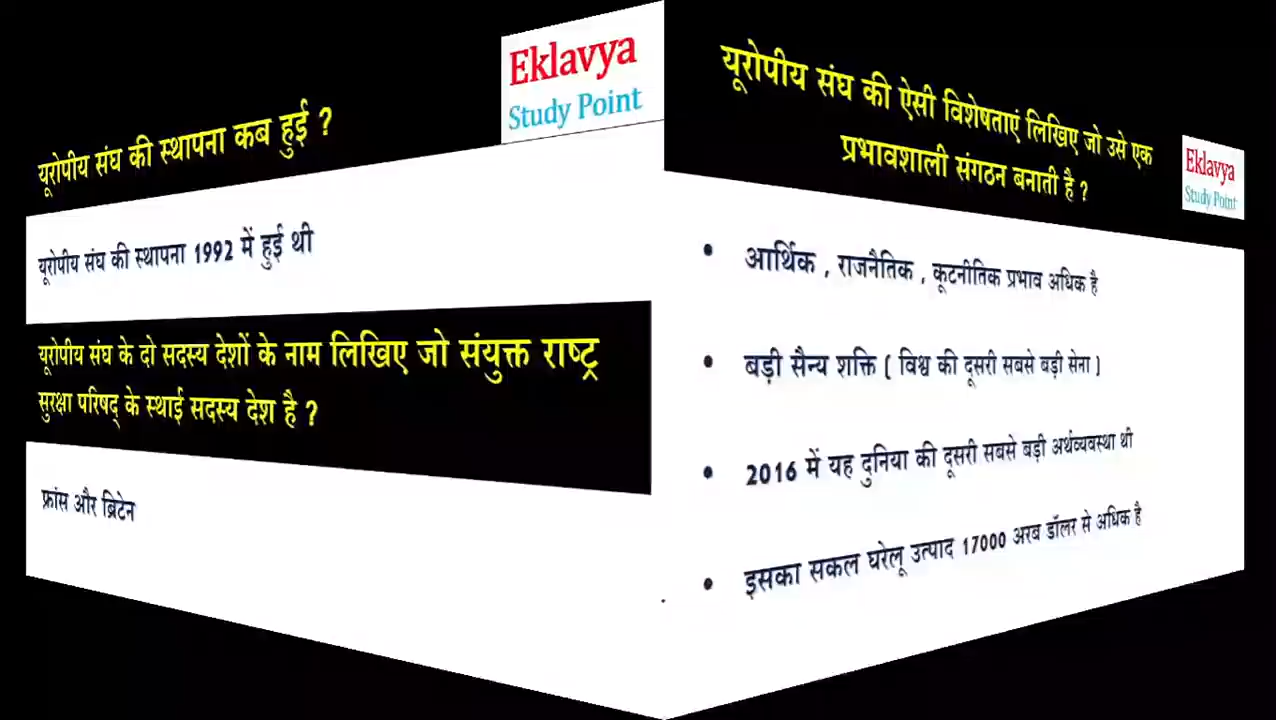 Eklavya
Study Point
यूरोपीय संघ की स्थापना कब हुई ?
यूरोपीय संघ की स्थापना 1992 में हुई थी
यूरोपीय संघ के दो सदस्य देशों के नाम लिखिए जो संयुक्त राष्ट्र
सुरक्षा परिषद् के स्थाई सदस्य देश है ?
फ्रांस और ब्रिटेन
यूरोपीय संघ की ऐसी विशेषताएं लिखिए जो उसे एक
प्रभावशाली संगठन बनाती है ?
Eklavya
Study Point
• आर्थिक , राजनैतिक , कूटनीतिक प्रभाव अधिक है
• बड़ी सैन्य शक्ति ( विश्व की दूसरी सबसे बड़ी सेना )
• 2016 में यह दुनिया की दूसरी सबसे बड़ी अर्थव्यवस्था थी
• इसका सकल घरेलू उत्पाद 17000 अरब डॉलर से अधिक है